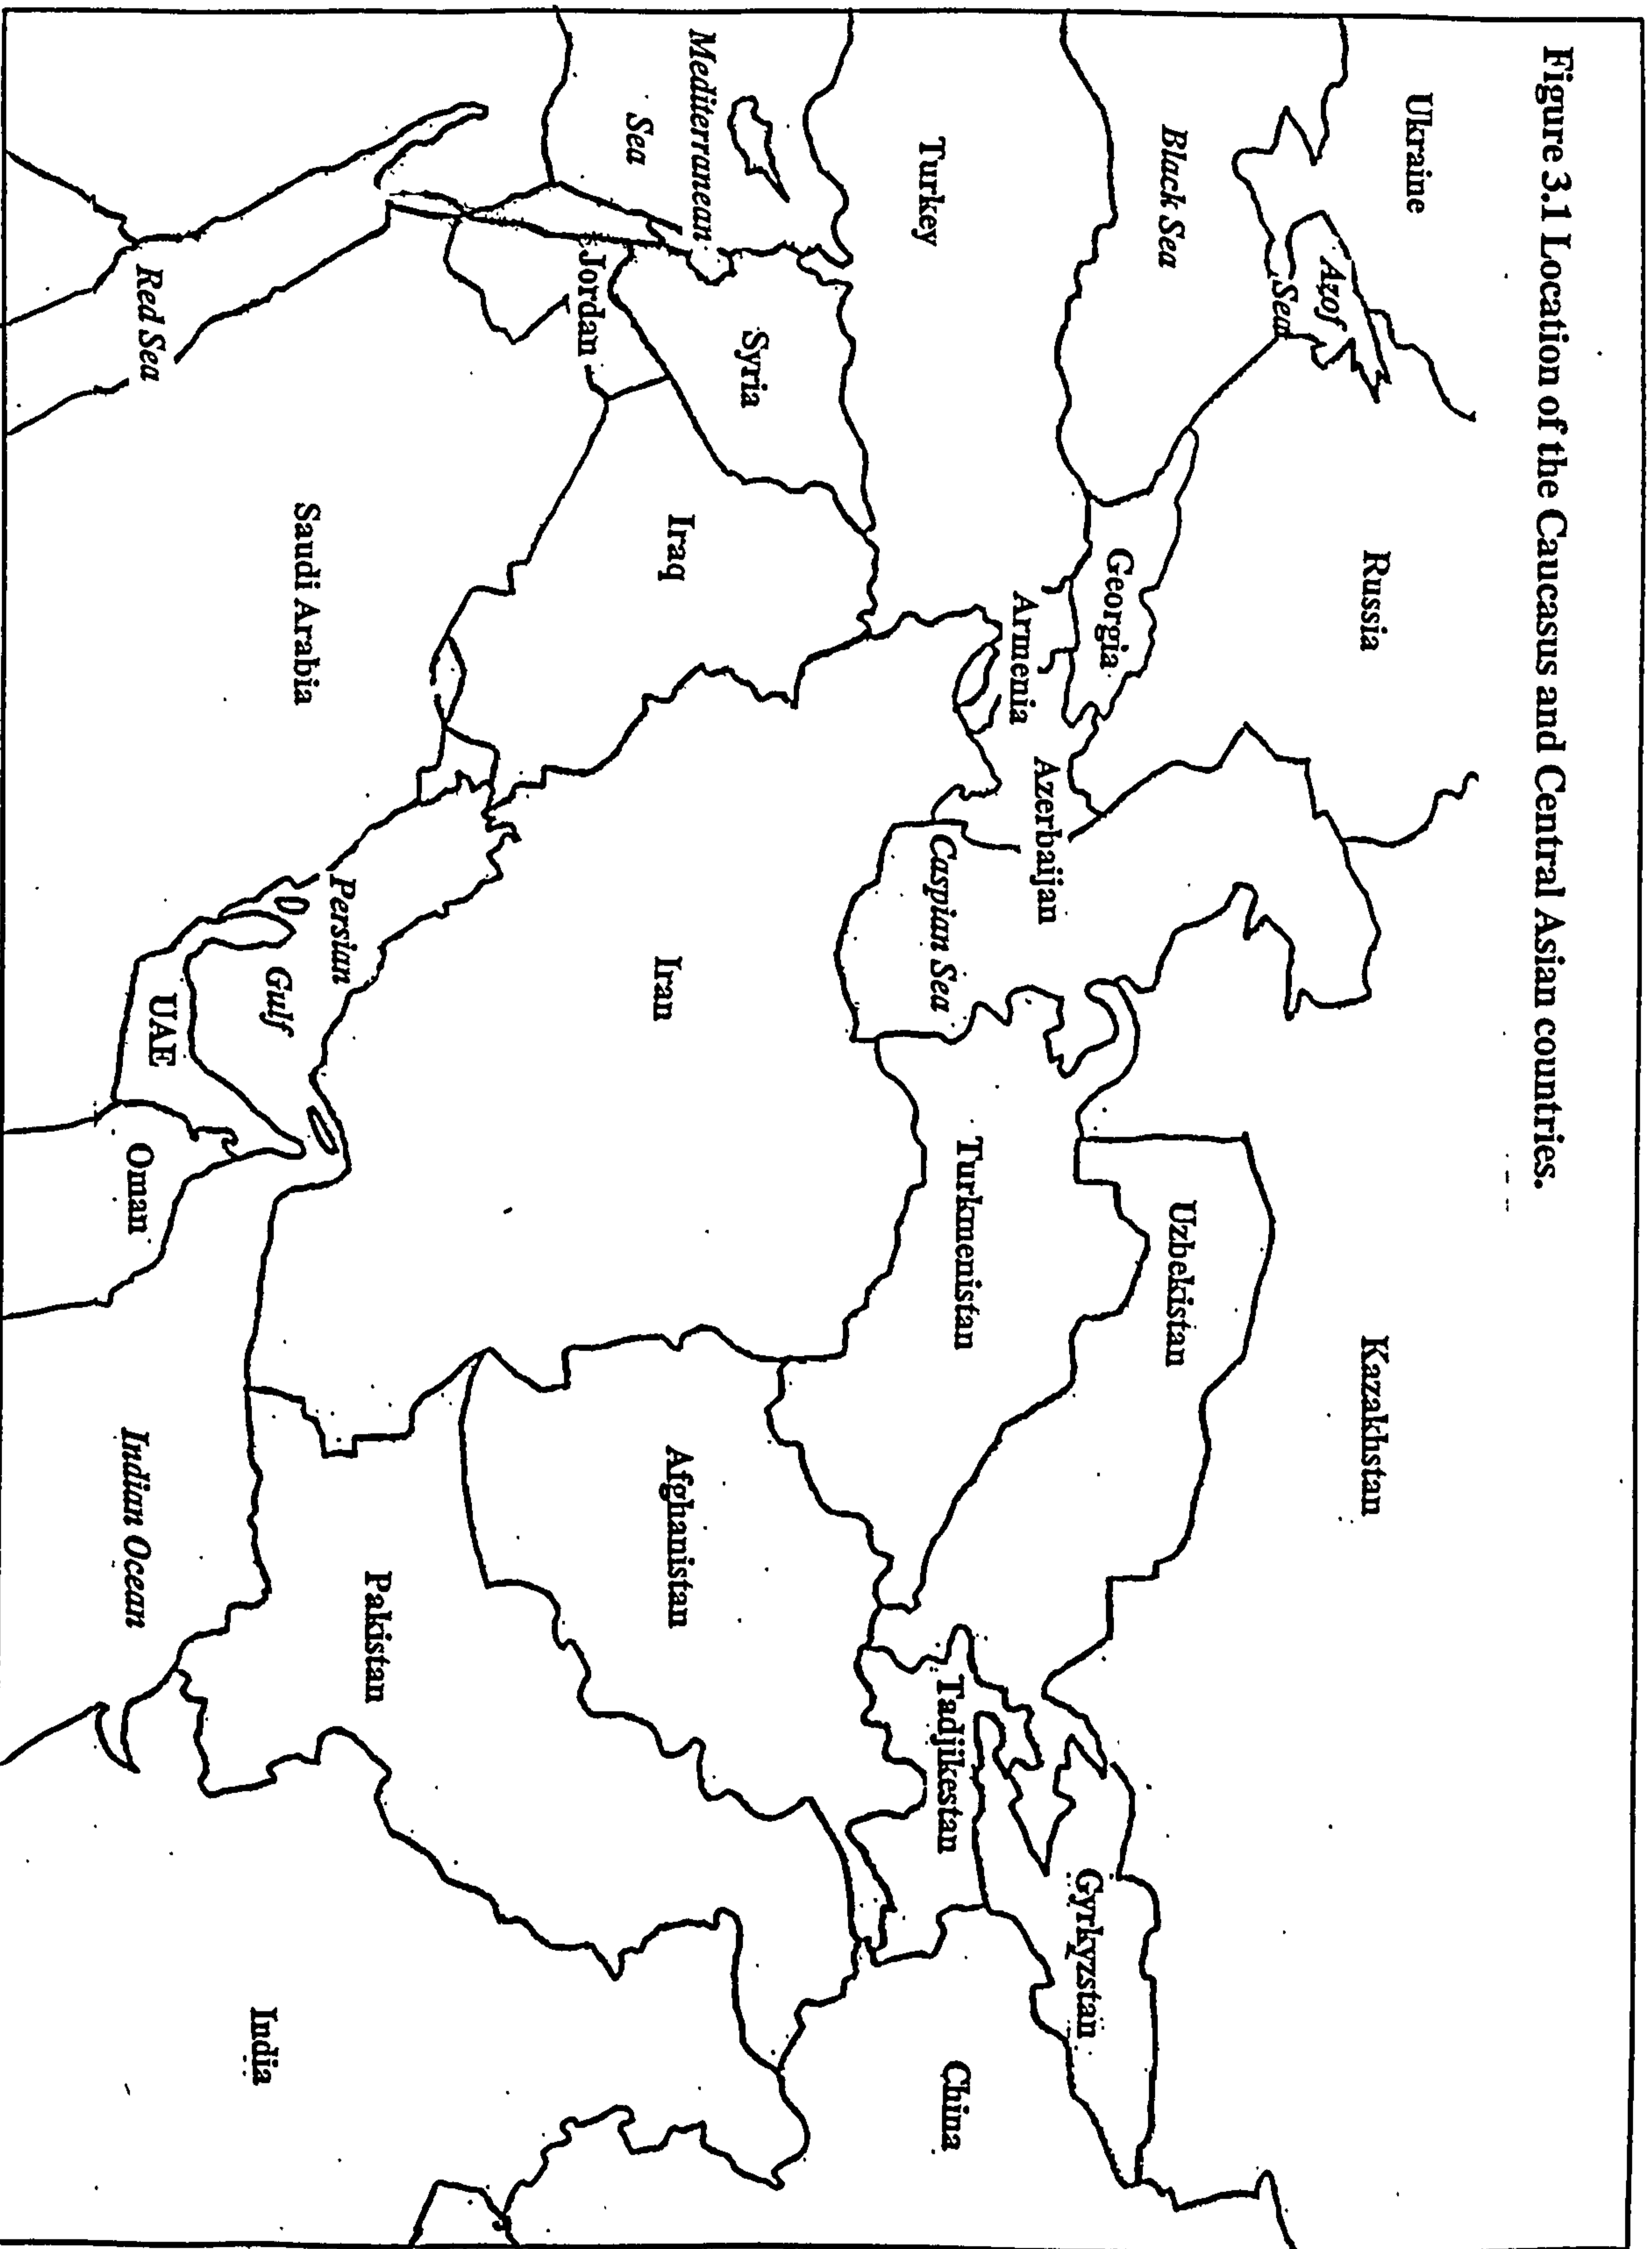 Figure 3.1 Location of the Caucasus and Central Asian countries.
Ukraine
Russia
Kazakhstan
Azof
Sea
Black Sea
Georgia
Uzbekistan
Gyrkyzstan
Armenia
Azerbaijan
Turkey
Caspian Sea
Turkmenistan
Tadjikestan
China
Mediterranean
Sea
Syria
Iraq
Iran
Afghanistan
Jordan
Saudi Arabia
Persian
Gulf
Pakistan
India
Red Sea
UAE
Oman
Indian Ocean